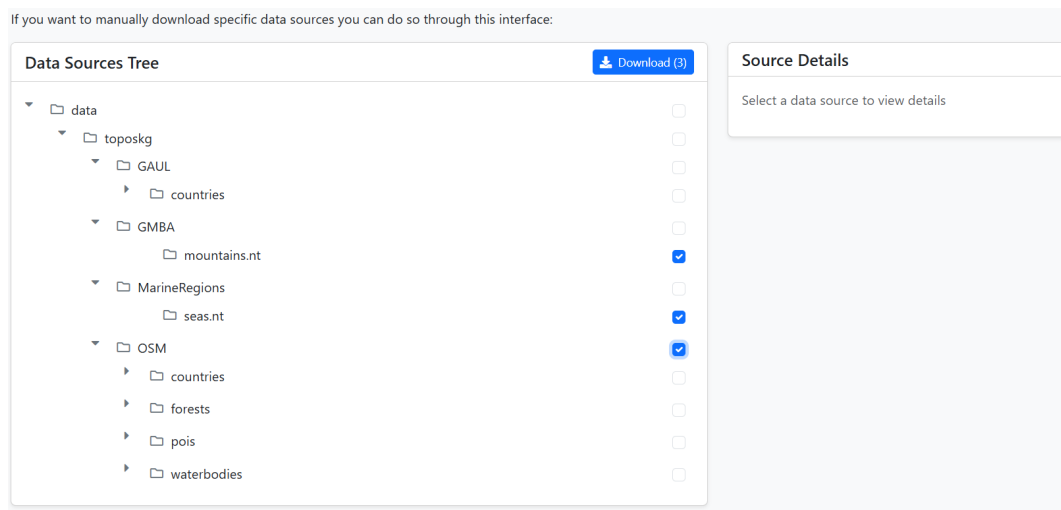 If you want to manually download specific data sources you can do so through this interface:
Data Sources Tree
Download (3)
data
toposkg
GAUL
countries
GMBA
mountains.nt
MarineRegions
seas.nt
OSM
countries
forests
pois
waterbodies
Source Details
Select a data source to view details